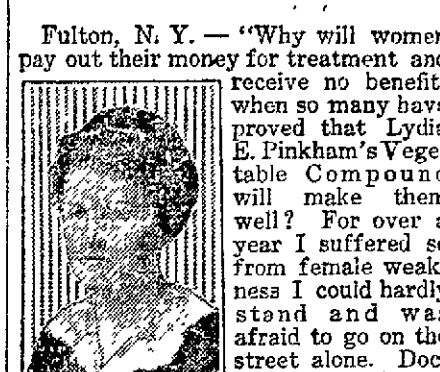 Fulton, N. Y. — "Why will women
pay out their money for treatment and
receive no benefit,
when so many have
proved that Lydia
E. Pinkham's Vege-
table Compound
will make them
well? For over a
year I suffered so
from female weak-
ness I could hardly
stand and was
afraid to go on the
street alone. Doc-